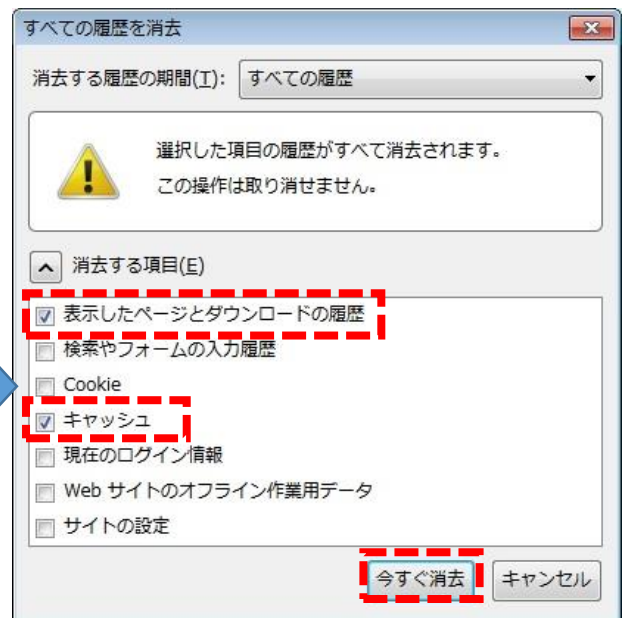 すべての履歴を消去
消去する履歴の期間(T): すべての履歴
選択した項目の履歴がすべて消去されます。
この操作は取り消せません。
消去する項目(E)
表示したページとダウンロードの履歴
検索やフォームの入力履歴
Cookie
キャッシュ
現在のログイン情報
Web サイトのオフライン作業用データ
サイトの設定
今すぐ消去 キャンセル